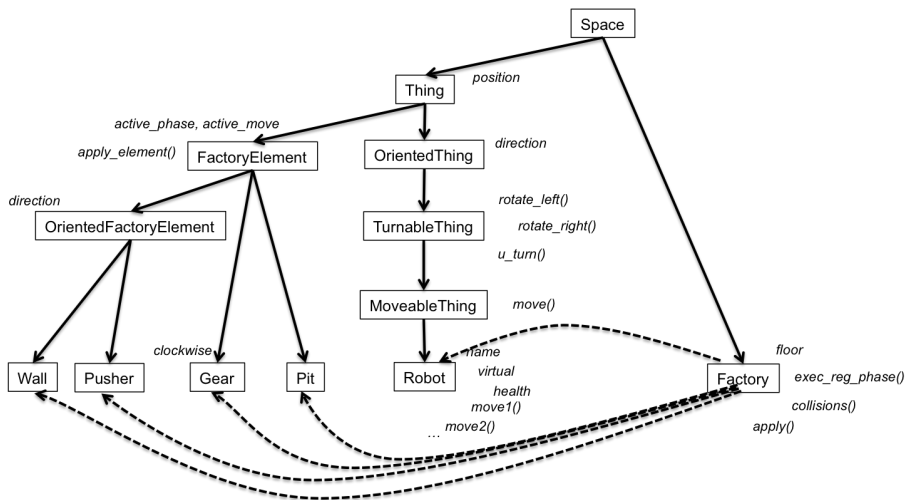 Space
position
Thing
active_phase, active_move
apply_element()
FactoryElement
OrientedThing
direction
direction
rotate_left()
OrientedFactoryElement
TurnableThing
rotate_right()
u_turn()
MoveableThing
move()
clockwise
name
floor
Wall
Pusher
Gear
Pit
Robot
virtual
Factory
exec_reg_phase()
health
move1()
collisions()
... move2()
apply()